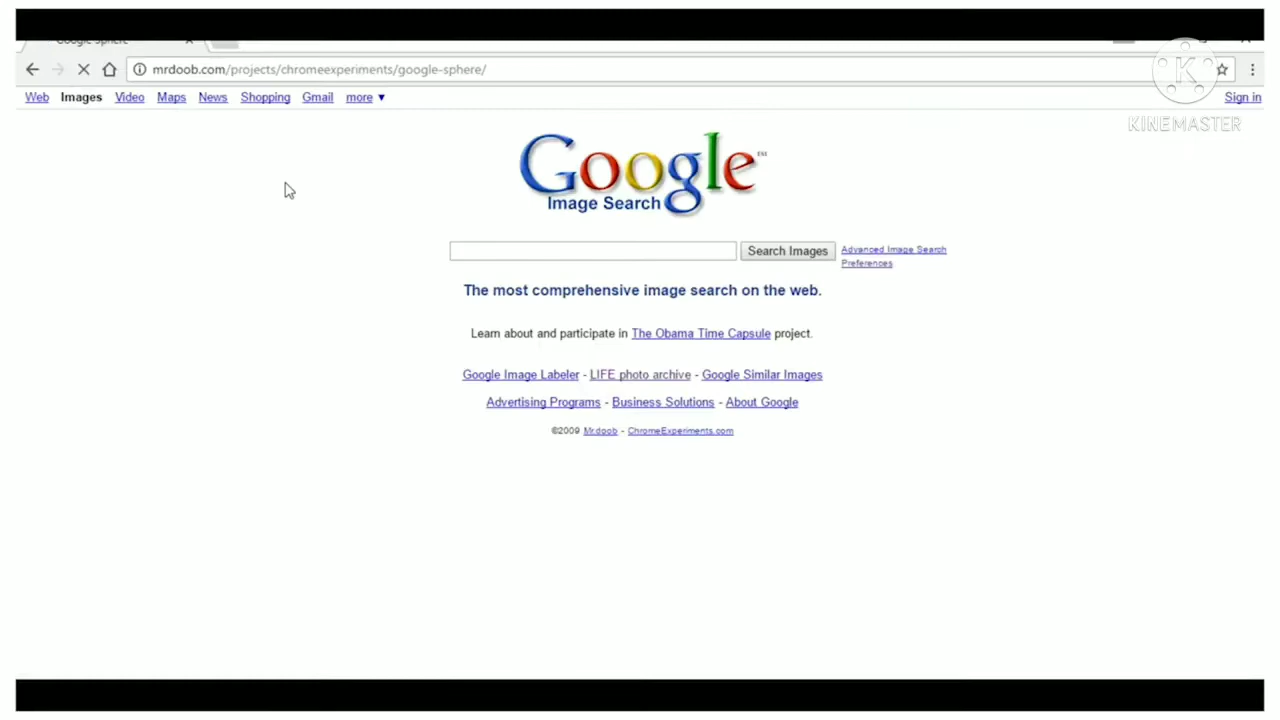 Google Sphere
mrdoob.com/projects/chromeexperiments/google-sphere/
Web Images Video Maps News Shopping Gmail more ▼ Sign in
K
KINEMASTER
Google™
Image Search
Search Images
Advanced Image Search
Preferences
The most comprehensive image search on the web.
Learn about and participate in The Obama Time Capsule project.
Google Image Labeler - LIFE photo archive - Google Similar Images
Advertising Programs - Business Solutions - About Google
©2009 Mr.doob - ChromeExperiments.com